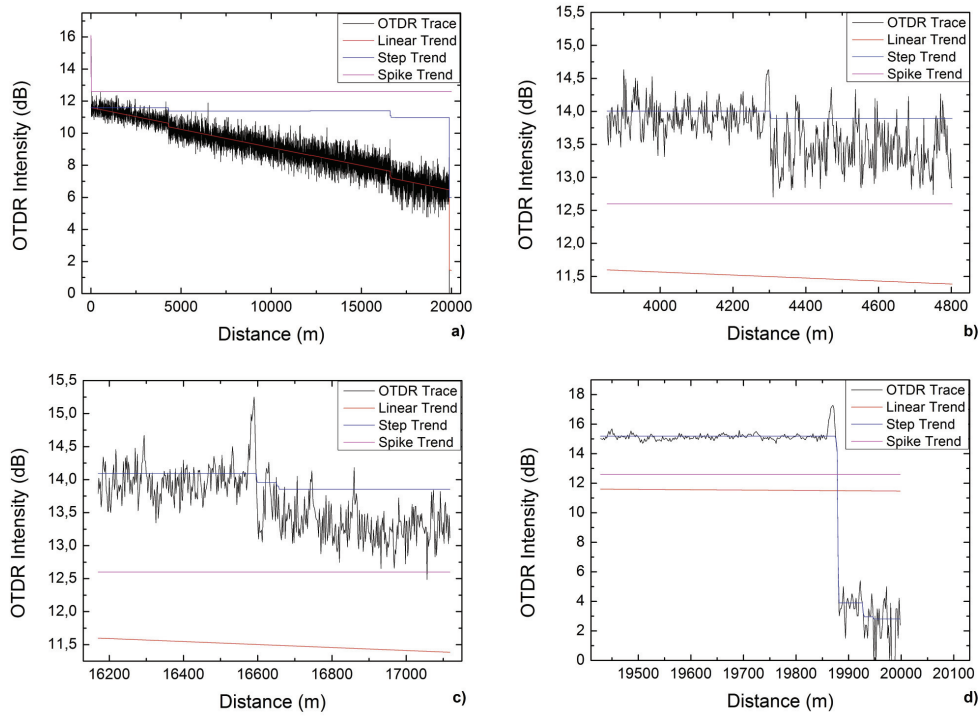 OTDR Trace
Linear Trend
Step Trend
Spike Trend
16
14
12
10
8
6
4
2
0
OTDR Intensity (dB)
0 5000 10000 15000 20000
Distance (m)
a)
OTDR Trace
Linear Trend
Step Trend
Spike Trend
15,5
15,0
14,5
14,0
13,5
13,0
12,5
12,0
11,5
OTDR Intensity (dB)
4000 4200 4400 4600 4800
Distance (m)
b)
OTDR Trace
Linear Trend
Step Trend
Spike Trend
15,5
15,0
14,5
14,0
13,5
13,0
12,5
12,0
11,5
OTDR Intensity (dB)
16200 16400 16600 16800 17000
Distance (m)
c)
OTDR Trace
Linear Trend
Step Trend
Spike Trend
18
16
14
12
10
8
6
4
2
0
OTDR Intensity (dB)
19500 19600 19700 19800 19900 20000 20100
Distance (m)
d)